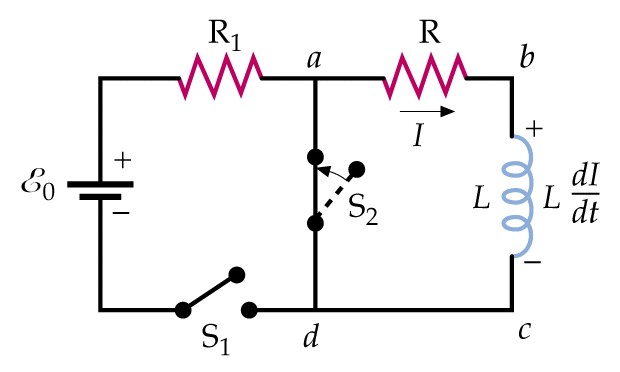 R₁
a
R
b
I
+
ℰ₀
−
S₂
+
L
L dI/dt
−
S₁
d
c